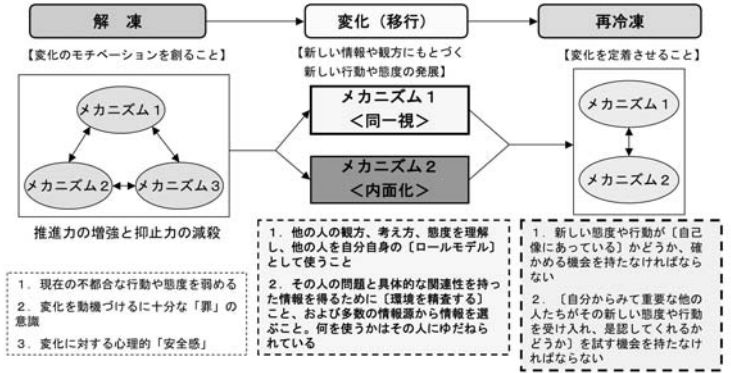 解　凍
変化（移行）
再冷凍
【変化のモチベーションを創ること】
【新しい情報や観方にもとづく
新しい行動や態度の発展】
【変化を定着させること】
メカニズム1
メカニズム2
メカニズム3
推進力の増強と抑止力の減殺
メカニズム1
＜同一視＞
メカニズム2
＜内面化＞
メカニズム1
メカニズム2
1．現在の不都合な行動や態度を弱める
2．変化を動機づけるに十分な「罪」の
意識
3．変化に対する心理的「安全感」
1．他の人の観方、考え方、態度を理解
し、他の人を自分自身の〔ロールモデル〕
として使うこと
2．その人の問題と具体的な関連性を持っ
た情報を得るために〔環境を精査する〕
こと、および多数の情報源から情報を選
ぶこと。何を使うかはその人にゆだねら
れている
1．新しい態度や行動が〔自己
像にあっている〕かどうか、確
かめる機会を持たなければなら
ない
2．〔自分からみて重要な他の
人たちがその新しい態度や行動
を受け入れ、是認してくれるか
どうか〕を試す機会を持たなけ
ればならない